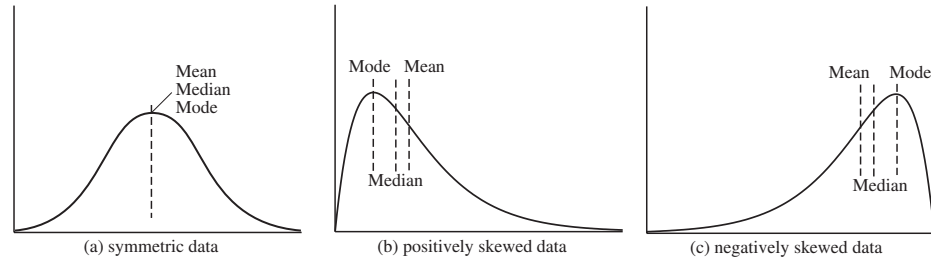 Mean
Median
Mode
(a) symmetric data
Mode
Mean
Median
(b) positively skewed data
Mean
Mode
Median
(c) negatively skewed data